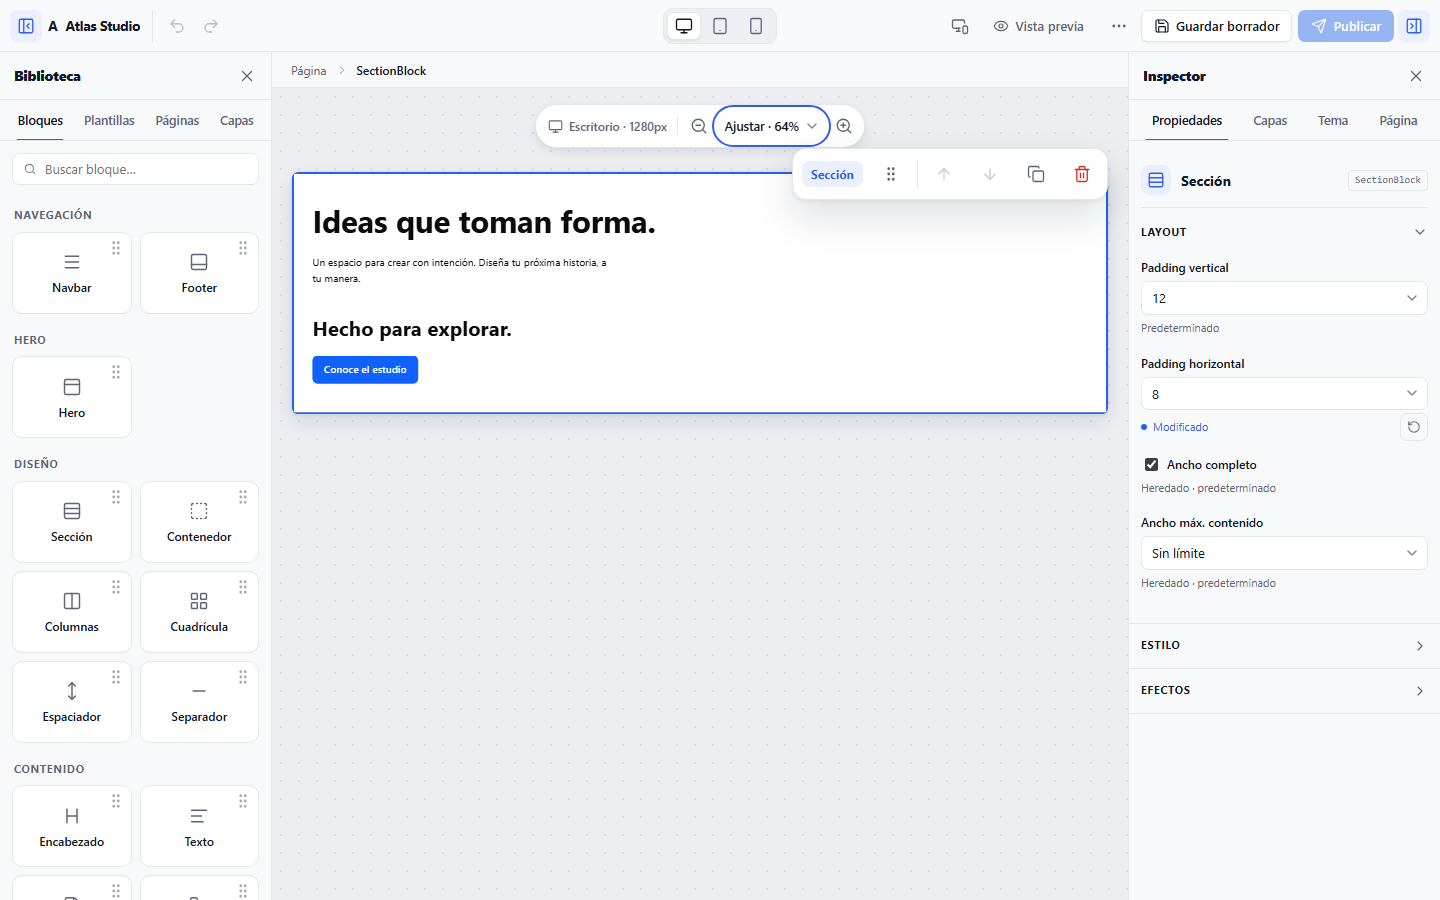 A Atlas Studio
Vista previa
Guardar borrador
Publicar
Biblioteca
Bloques
Plantillas
Páginas
Capas
Buscar bloque...
NAVEGACIÓN
Navbar
Footer
HERO
Hero
DISEÑO
Sección
Contenedor
Columnas
Cuadrícula
Espaciador
Separador
CONTENIDO
Encabezado
Texto
Página
SectionBlock
Escritorio · 1280px
Ajustar · 64%
Sección
Ideas que toman forma.
Un espacio para crear con intención. Diseña tu próxima historia, a
tu manera.
Hecho para explorar.
Conoce el estudio
Inspector
Propiedades
Capas
Tema
Página
Sección
SectionBlock
LAYOUT
Padding vertical
12
Predeterminado
Padding horizontal
8
Modificado
Ancho completo
Heredado · predeterminado
Ancho máx. contenido
Sin límite
Heredado · predeterminado
ESTILO
EFECTOS